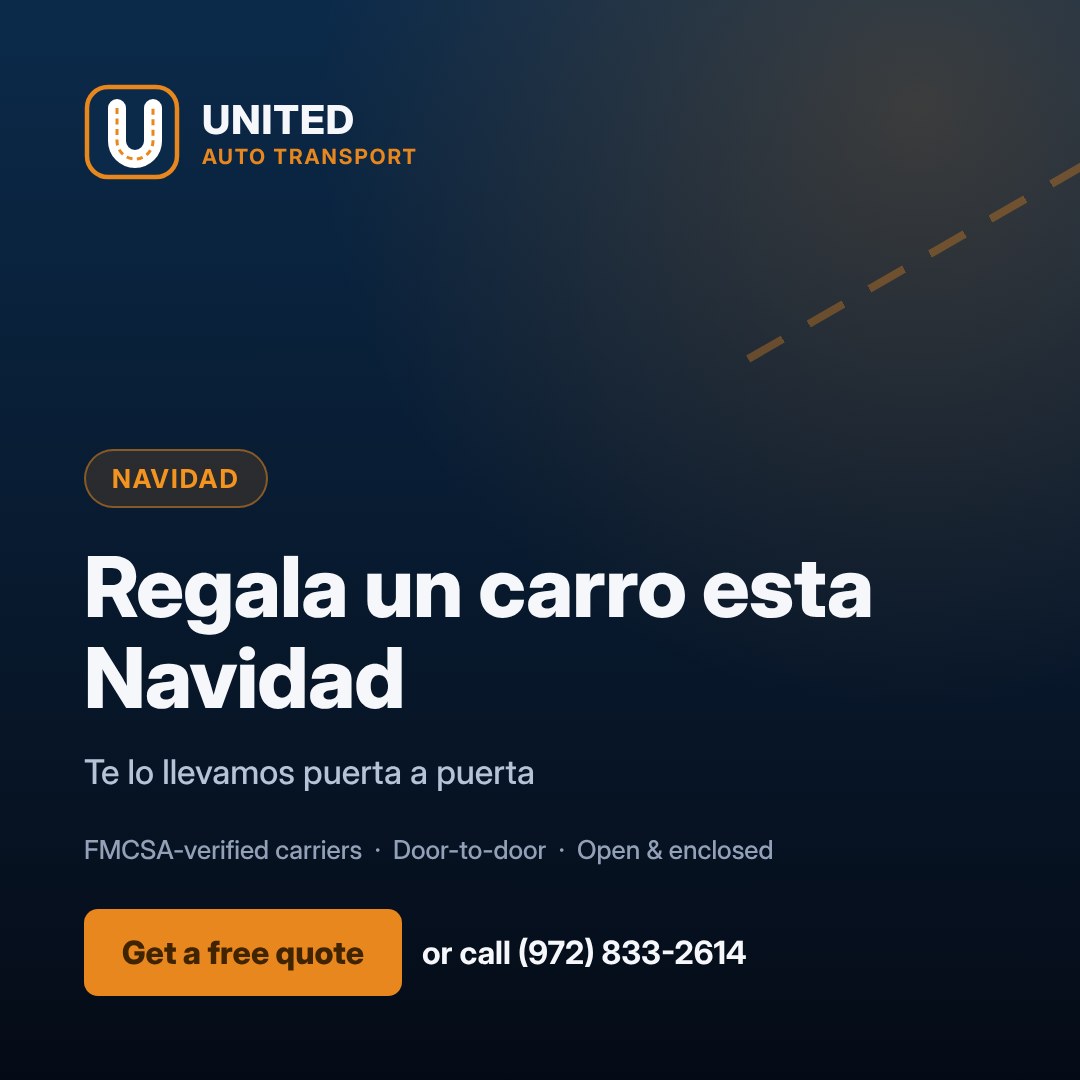 U
UNITED
AUTO TRANSPORT
NAVIDAD
Regala un carro esta
Navidad
Te lo llevamos puerta a puerta
FMCSA-verified carriers · Door-to-door · Open & enclosed
Get a free quote or call (972) 833-2614